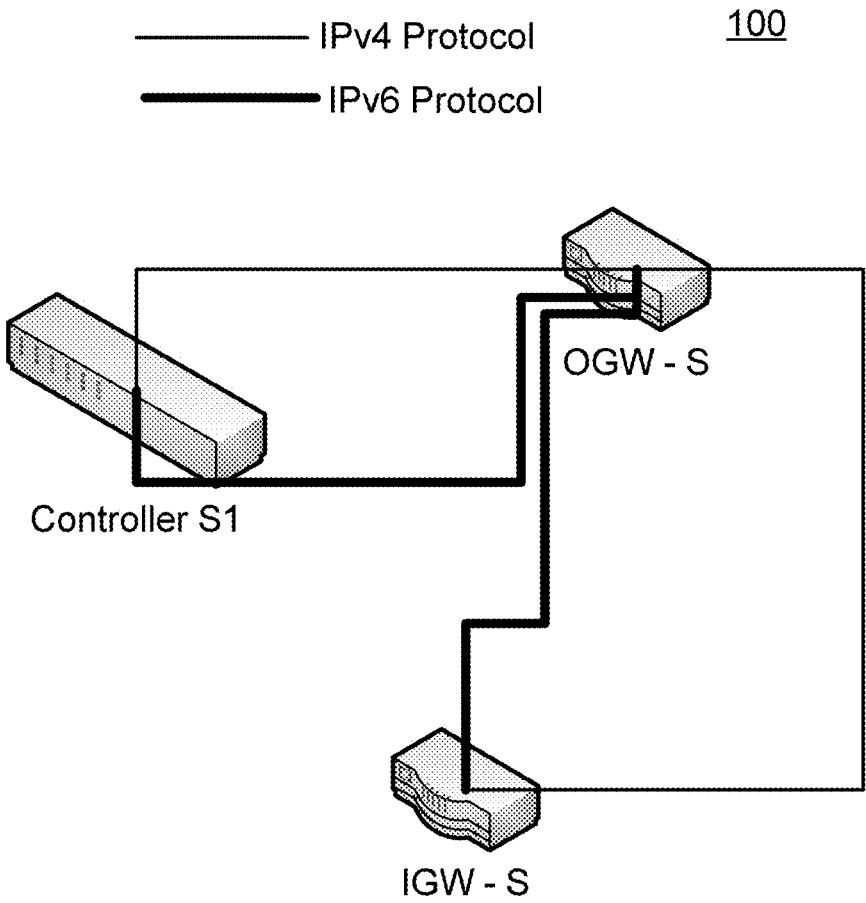 IPv4 Protocol
100
IPv6 Protocol
OGW - S
Controller S1
IGW - S